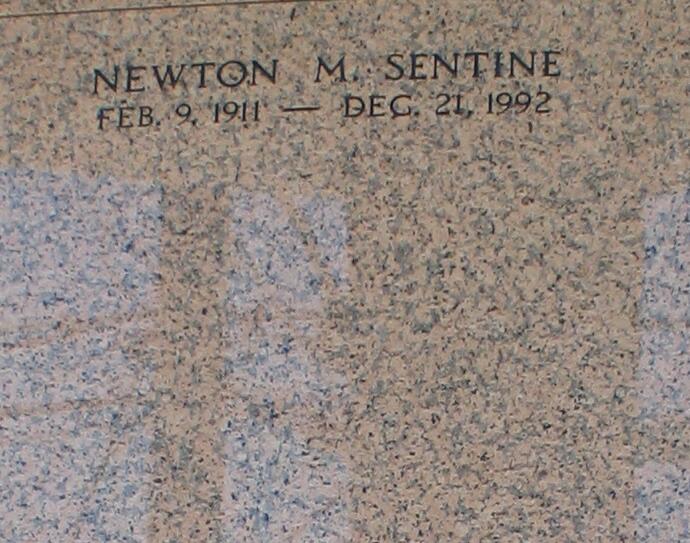 NEWTON M. SENTINE
FEB. 9, 1911 — DEC. 21, 1992